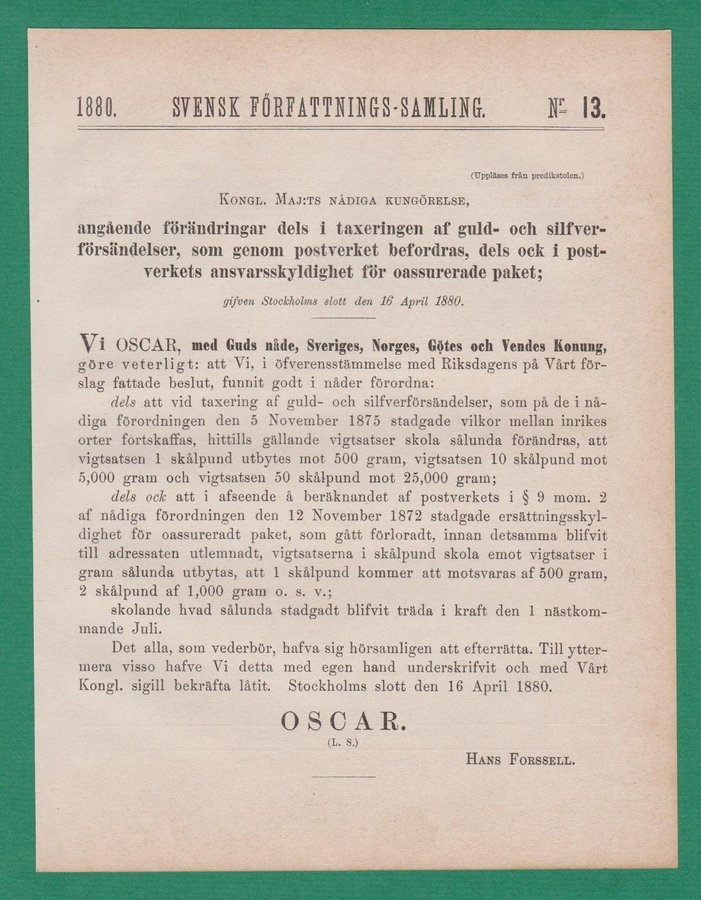 1880. SVENSK FÖRFATTNINGS-SAMLING. Nr 13.
(Uppläses från predikstolen.)
KONGL. MAJ:TS NÅDIGA KUNGÖRELSE,
angående förändringar dels i taxeringen af guld- och silfver-
försändelser, som genom postverket befordras, dels ock i post-
verkets ansvarsskyldighet för oassurerade paket;
gifven Stockholms slott den 16 April 1880.
Vi OSCAR, med Guds nåde, Sveriges, Norges, Götes och Vendes Konung,
göre veterligt: att Vi, i öfverensstämmelse med Riksdagens på Vårt för-
slag fattade beslut, funnit godt i nåder förordna:
dels att vid taxering af guld- och silfverförsändelser, som på de i nå-
diga förordningen den 5 November 1875 stadgade vilkor mellan inrikes
orter fortskaffas, hittills gällande vigtsatser skola sålunda förändras, att
vigtsatsen 1 skålpund utbytes mot 500 gram, vigtsatsen 10 skålpund mot
5,000 gram och vigtsatsen 50 skålpund mot 25,000 gram;
dels ock att i afseende å beräknandet af postverkets i § 9 mom. 2
af nådiga förordningen den 12 November 1872 stadgade ersättningsskyl-
dighet för oassureradt paket, som gått förloradt, innan detsamma blifvit
till adressaten utlemnadt, vigtsatserna i skålpund skola emot vigtsatser i
gram sålunda utbytas, att 1 skålpund kommer att motsvaras af 500 gram,
2 skålpund af 1,000 gram o. s. v.;
skolande hvad sålunda stadgadt blifvit träda i kraft den 1 nästkom-
mande Juli.
Det alla, som vederbör, hafva sig hörsamligen att efterrätta. Till ytter-
mera visso hafve Vi detta med egen hand underskrifvit och med Vårt
Kongl. sigill bekräfta låtit. Stockholms slott den 16 April 1880.
OSCAR.
(L. S.)
HANS FORSSELL.